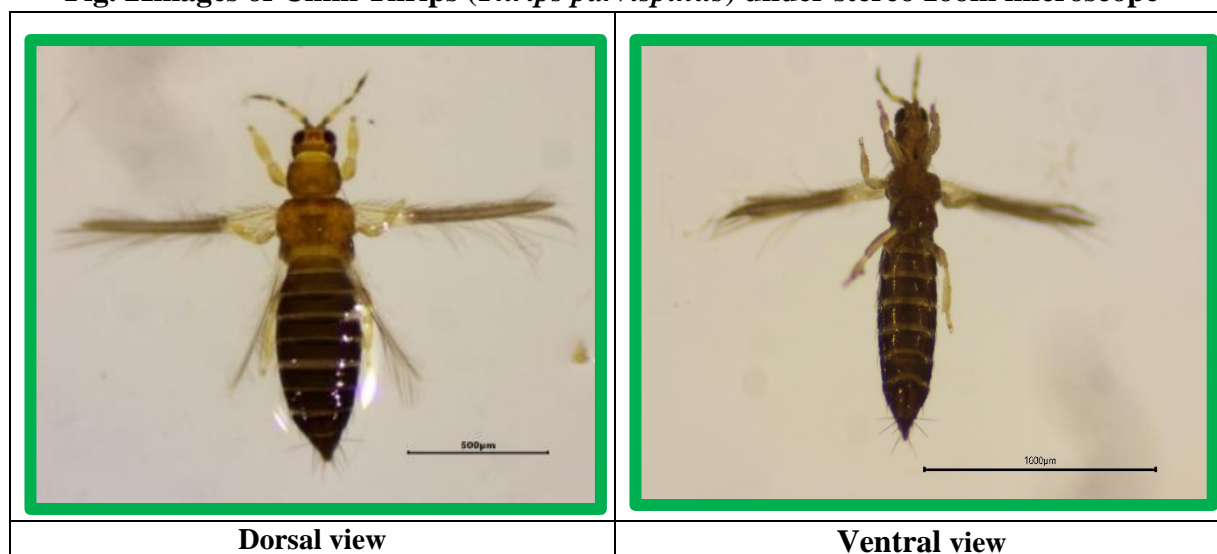 Fig. Images of Chilli Thrips (Thrips parvispinus) under stereo zoom microscope
500µm
1000µm
Dorsal view
Ventral view